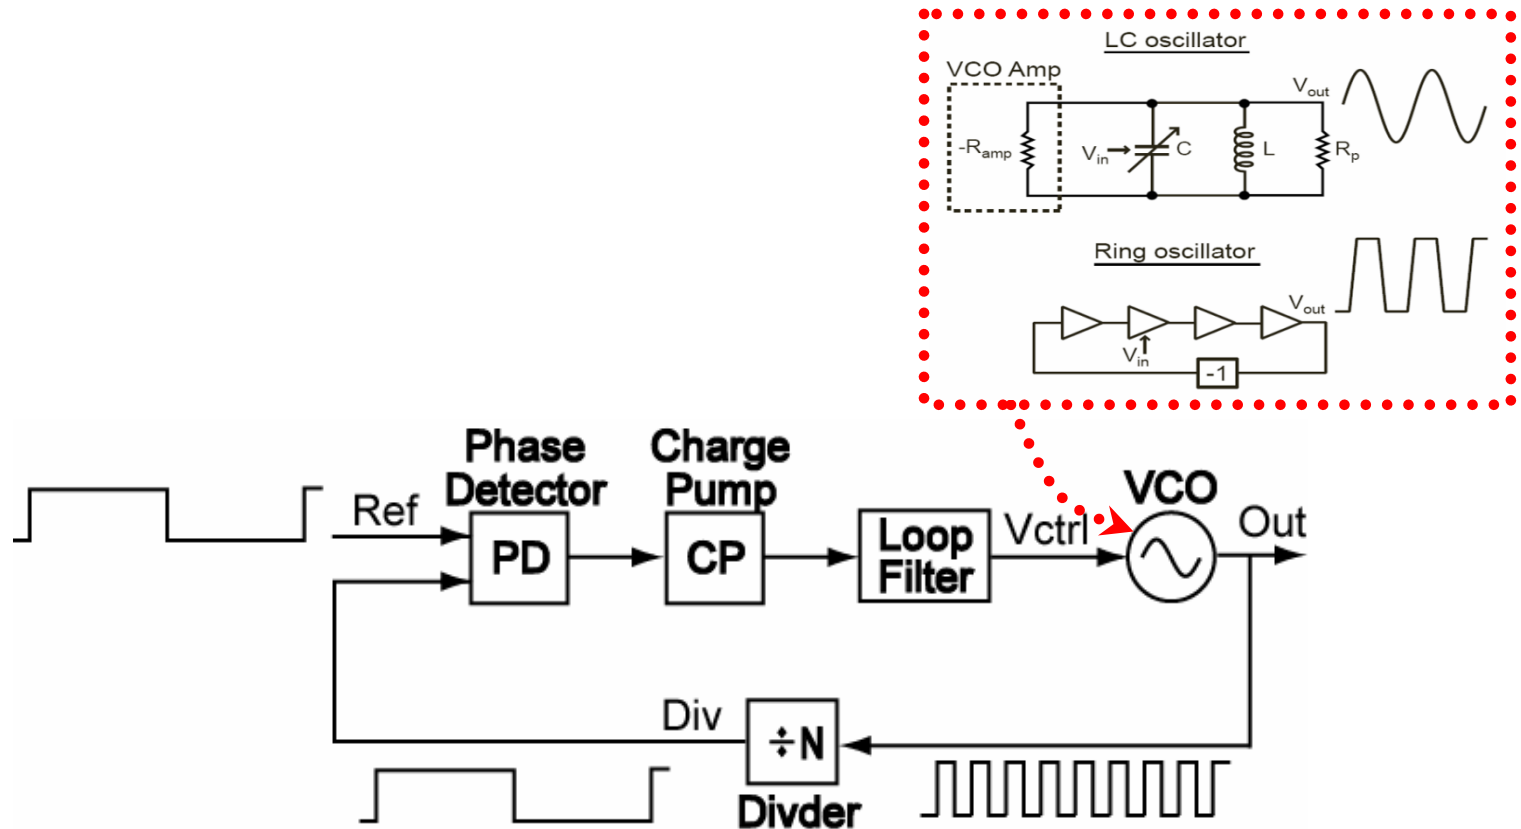 LC oscillator
VCO Amp
Vout
-Ramp
Vin
C
L
Rp
Ring oscillator
Vout
Vin
-1
Phase
Detector
Charge
Pump
VCO
Ref
PD
CP
Loop
Filter
Vctrl
Out
Div
÷N
Divder